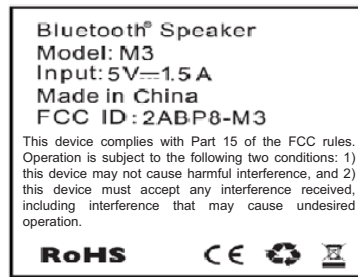 Bluetooth® Speaker
Model: M3
Input: 5V⎓1.5A
Made in China
FCC ID : 2ABP8-M3
This device complies with Part 15 of the FCC rules.
Operation is subject to the following two conditions: 1)
this device may not cause harmful interference, and 2)
this device must accept any interference received,
including interference that may cause undesired
operation.
RoHS CE